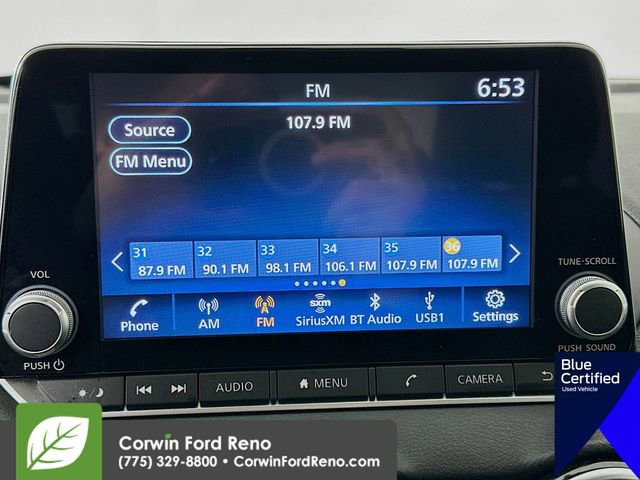 FM 6:53
107.9 FM
Source
FM Menu
31 32 33 34 35 36
87.9 FM 90.1 FM 98.1 FM 106.1 FM 107.9 FM 107.9 FM
Phone AM FM sxm SiriusXM BT Audio USB1 Settings
VOL
PUSH
TUNE·SCROLL
PUSH SOUND
AUDIO MENU CAMERA
Blue
Certified
Used Vehicle
Corwin Ford Reno
(775) 329-8800 • CorwinFordReno.com